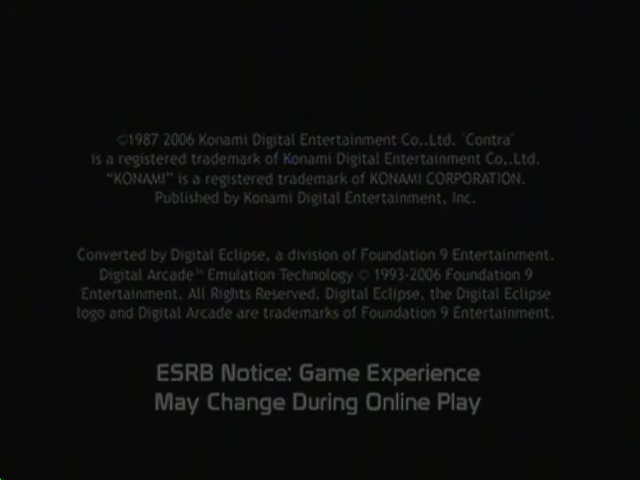 ©1987 2006 Konami Digital Entertainment Co.,Ltd. "Contra"
is a registered trademark of Konami Digital Entertainment Co.,Ltd.
"KONAMI" is a registered trademark of KONAMI CORPORATION.
Published by Konami Digital Entertainment, Inc.
Converted by Digital Eclipse, a division of Foundation 9 Entertainment.
Digital Arcade™ Emulation Technology © 1993-2006 Foundation 9
Entertainment. All Rights Reserved. Digital Eclipse, the Digital Eclipse
logo and Digital Arcade are trademarks of Foundation 9 Entertainment.
ESRB Notice: Game Experience
May Change During Online Play